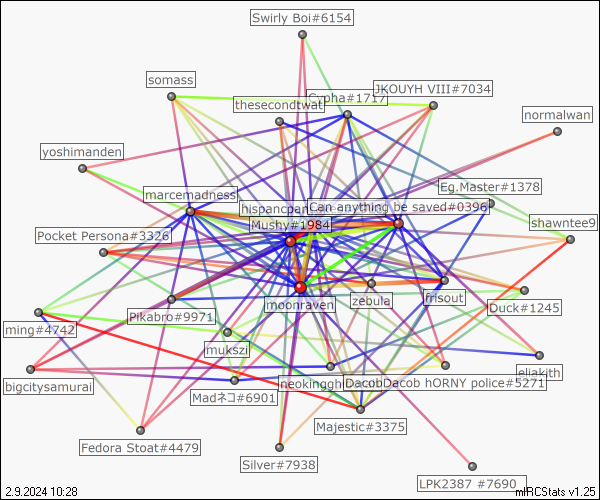 Swirly Boi#6154
somass
JKOUYH VIII#7034
Cypha#1717
thesecondtwat
normalwan
yoshimanden
marcemadness
Eg.Master#1378
hispancpan
Can anything be saved#0396
Mushy#1984
shawntee9
Pocket Persona#3326
moonraven
zebula
frisout
Duck#1245
Pikabro#9971
ming#4742
mukszi
eliakith
bigcitysamurai
neokingghi
DacobDacob hORNY police#5271
Madネコ#6901
Majestic#3375
Fedora Stoat#4479
Silver#7938
LPK2387 #7690
2.9.2024 10:28
mIRCStats v1.25